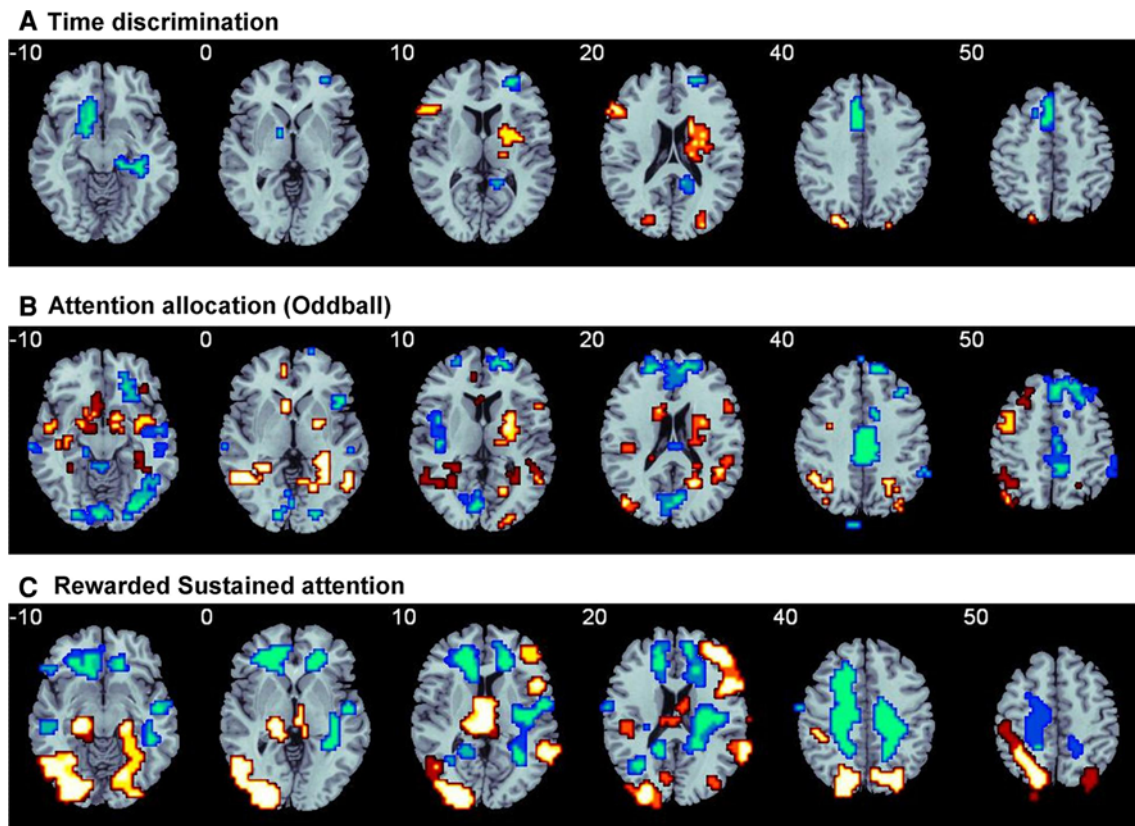 A Time discrimination
-10 0 10 20 40 50
B Attention allocation (Oddball)
-10 0 10 20 40 50
C Rewarded Sustained attention
-10 0 10 20 40 50